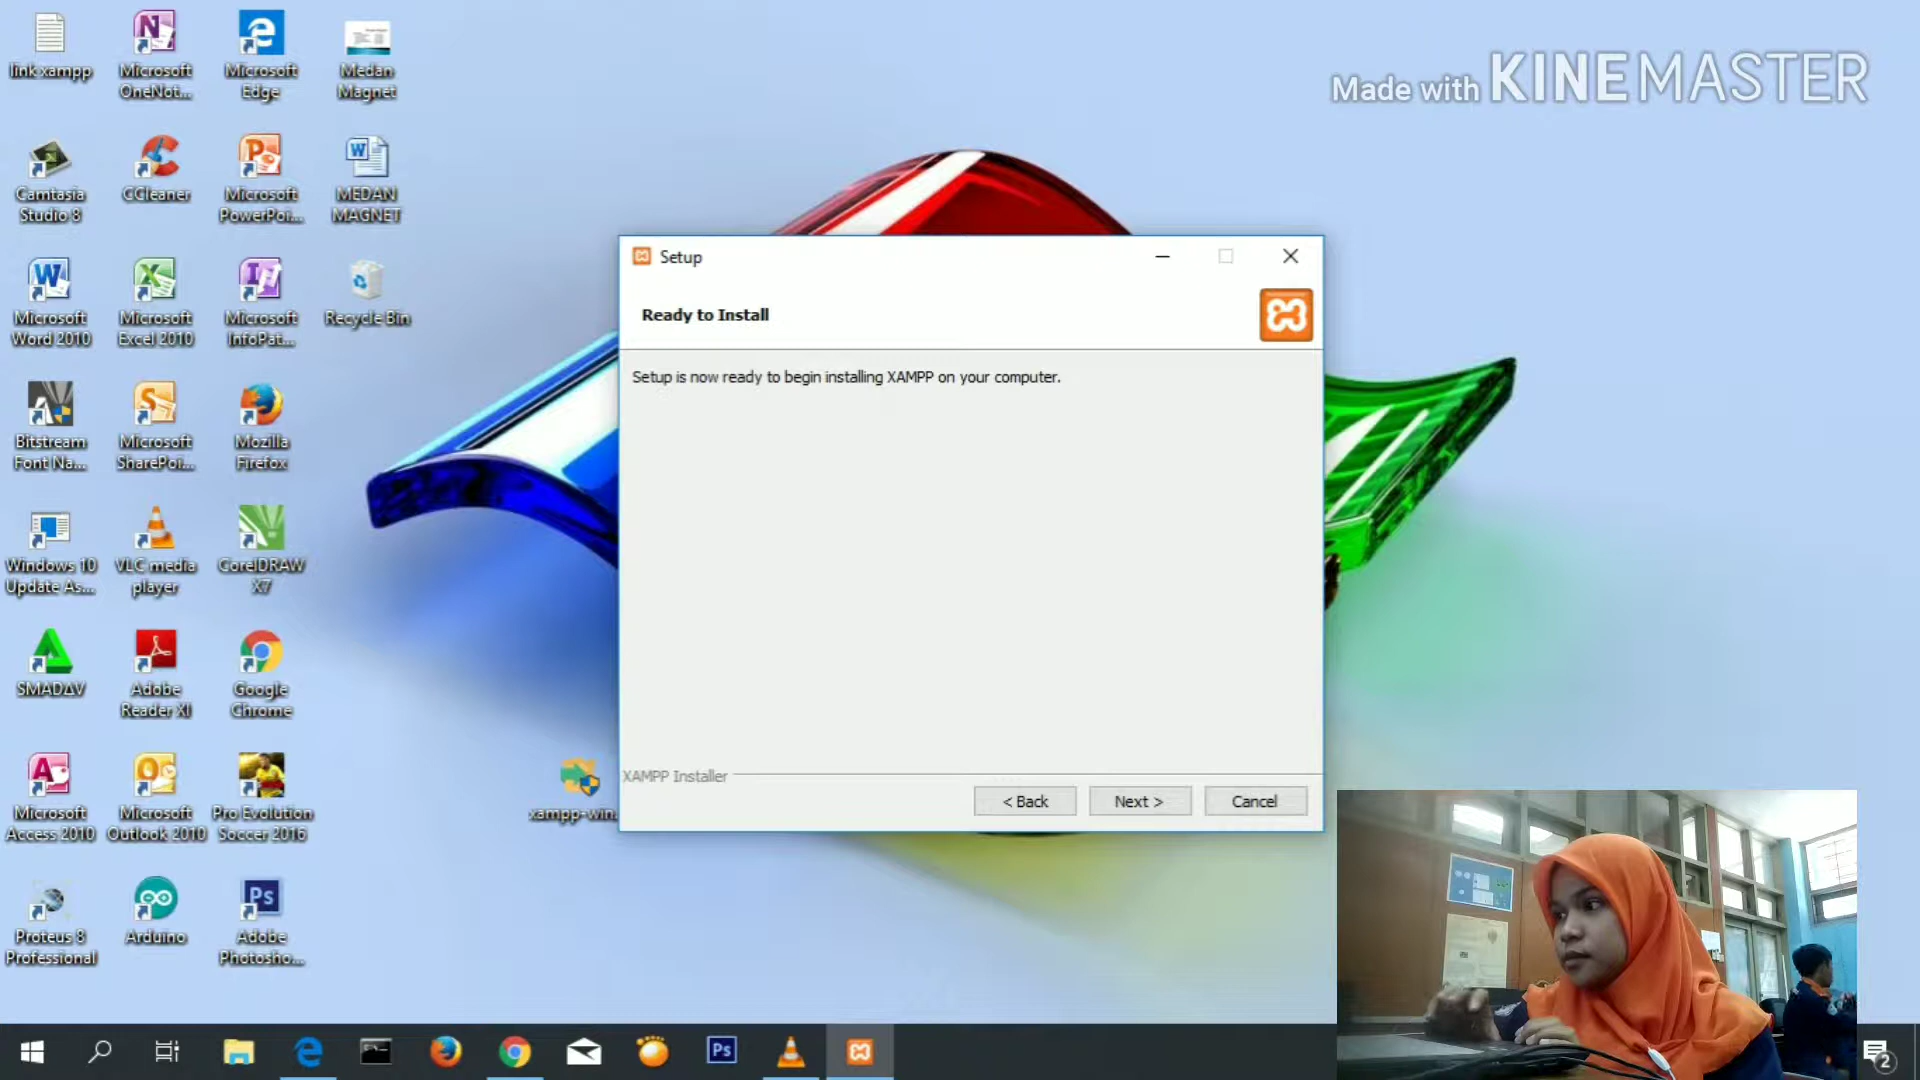 link xampp
Microsoft
OneNot...
Microsoft
Edge
Medan
Magnet
Made with KINEMASTER
Camtasia
Studio 8
CCleaner
Microsoft
PowerPoi...
MEDAN
MAGNET
Microsoft
Word 2010
Microsoft
Excel 2010
Microsoft
InfoPat...
Recycle Bin
Bitstream
Font Na...
Microsoft
SharePoi...
Mozilla
Firefox
Windows 10
Update As...
VLC media
player
CorelDRAW
X7
SMADΔV
Adobe
Reader XI
Google
Chrome
Microsoft
Access 2010
Microsoft
Outlook 2010
Pro Evolution
Soccer 2016
xampp-win
Proteus 8
Professional
Arduino
Ps
Adobe
Photosho...
Setup
Ready to Install
Setup is now ready to begin installing XAMPP on your computer.
XAMPP Installer
< Back
Next >
Cancel
Ps
2